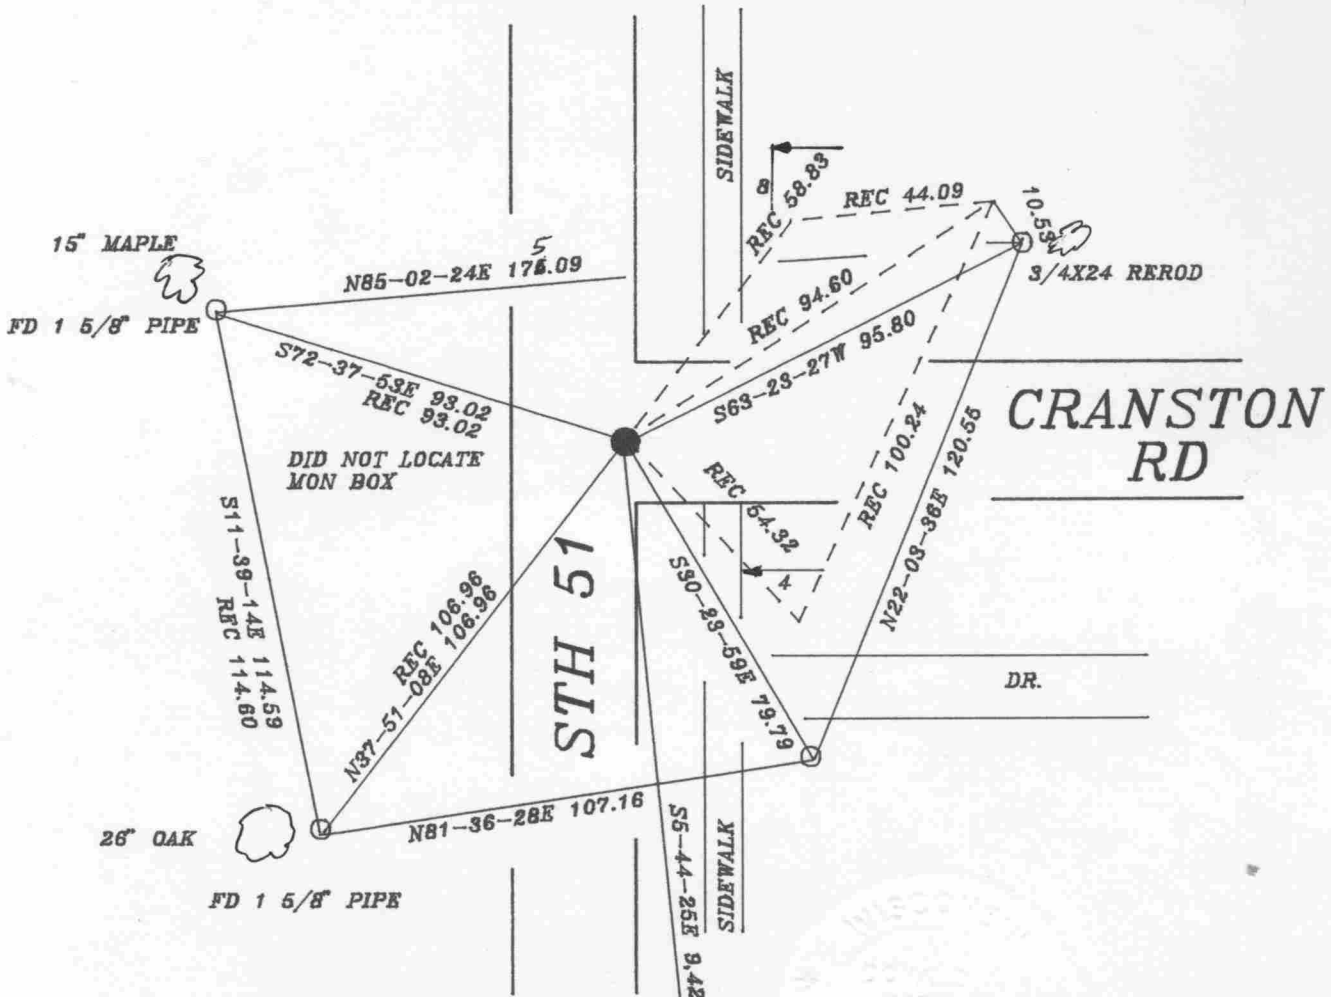 SIDEWALK
8
REC 58.83
REC 44.09
10.53
15" MAPLE
N85-02-24E 175.09
3/4X24 REROD
FD 1 5/8" PIPE
REC 94.60
S72-37-53E 93.02
REC 93.02
S63-23-27W 95.80
CRANSTON
RD
DID NOT LOCATE
MON BOX
REC 54.32
REC 100.24
N22-03-36E 120.55
S11-39-14E 114.59
REC 114.60
REC 106.96
N37-51-08E 106.96
STH 51
4
S30-23-59E 79.79
DR.
26" OAK
N81-36-28E 107.16
S5-44-25E
SIDEWALK
FD 1 5/8" PIPE